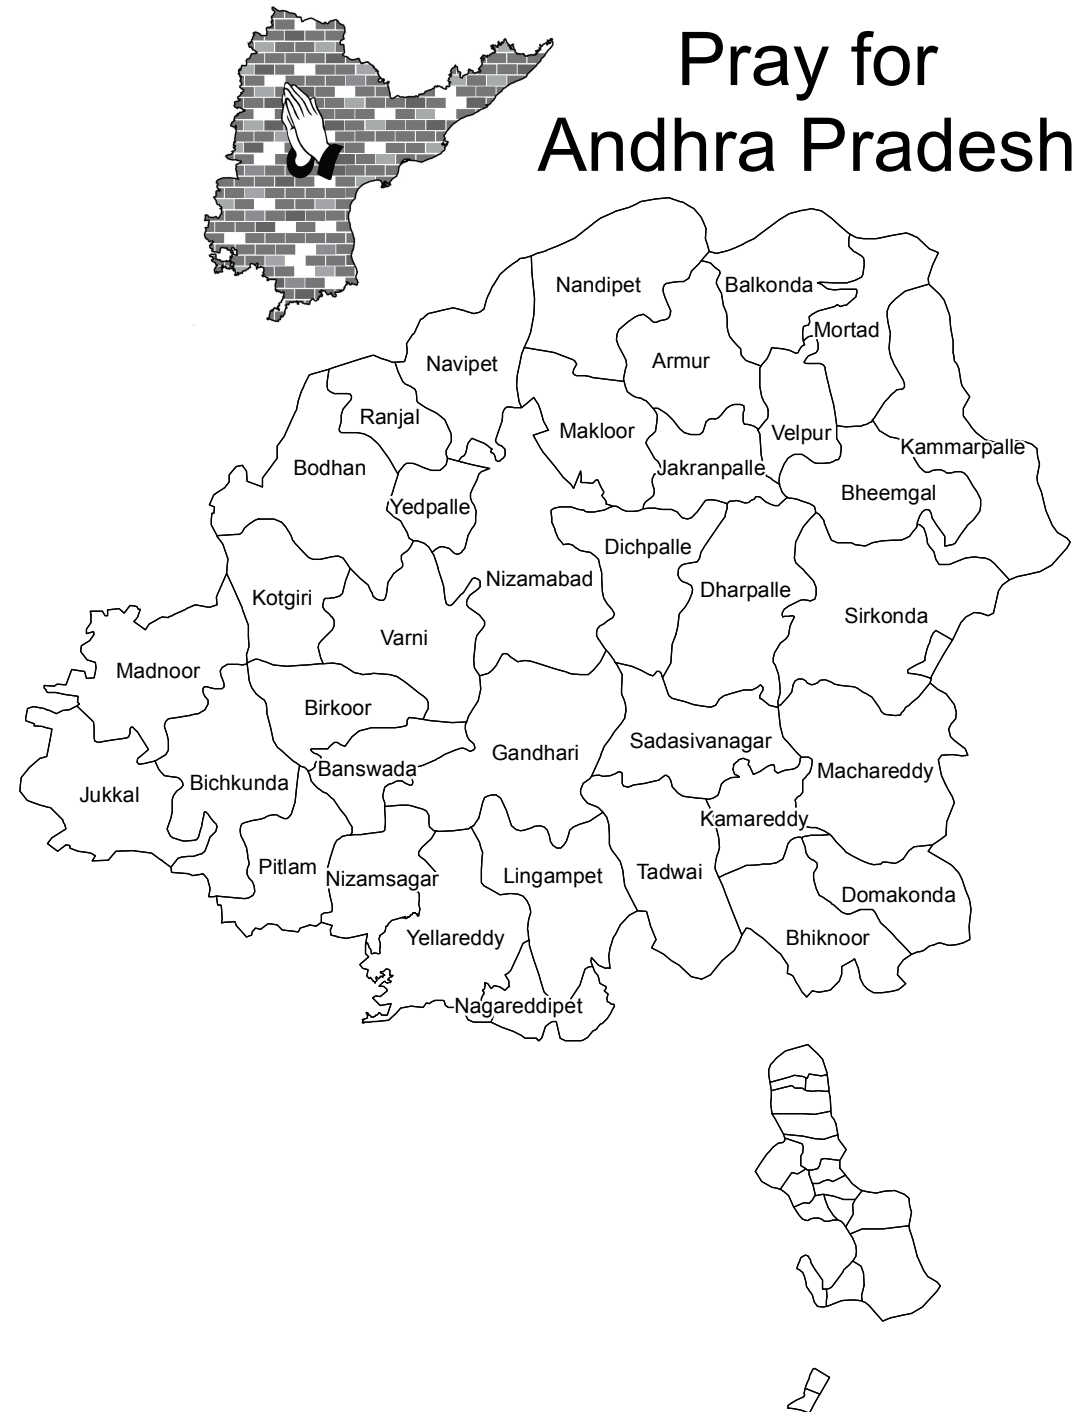 Pray for
Andhra Pradesh
Nandipet
Balkonda
Mortad
Navipet
Armur
Ranjal
Makloor
Velpur
Kammarpalle
Bodhan
Jakranpalle
Yedpalle
Bheemgal
Dichpalle
Nizamabad
Dharpalle
Kotgiri
Sirkonda
Varni
Madnoor
Birkoor
Sadasivanagar
Gandhari
Banswada
Machareddy
Bichkunda
Jukkal
Kamareddy
Pitlam
Nizamsagar
Lingampet
Tadwai
Domakonda
Yellareddy
Bhiknoor
Nagareddipet